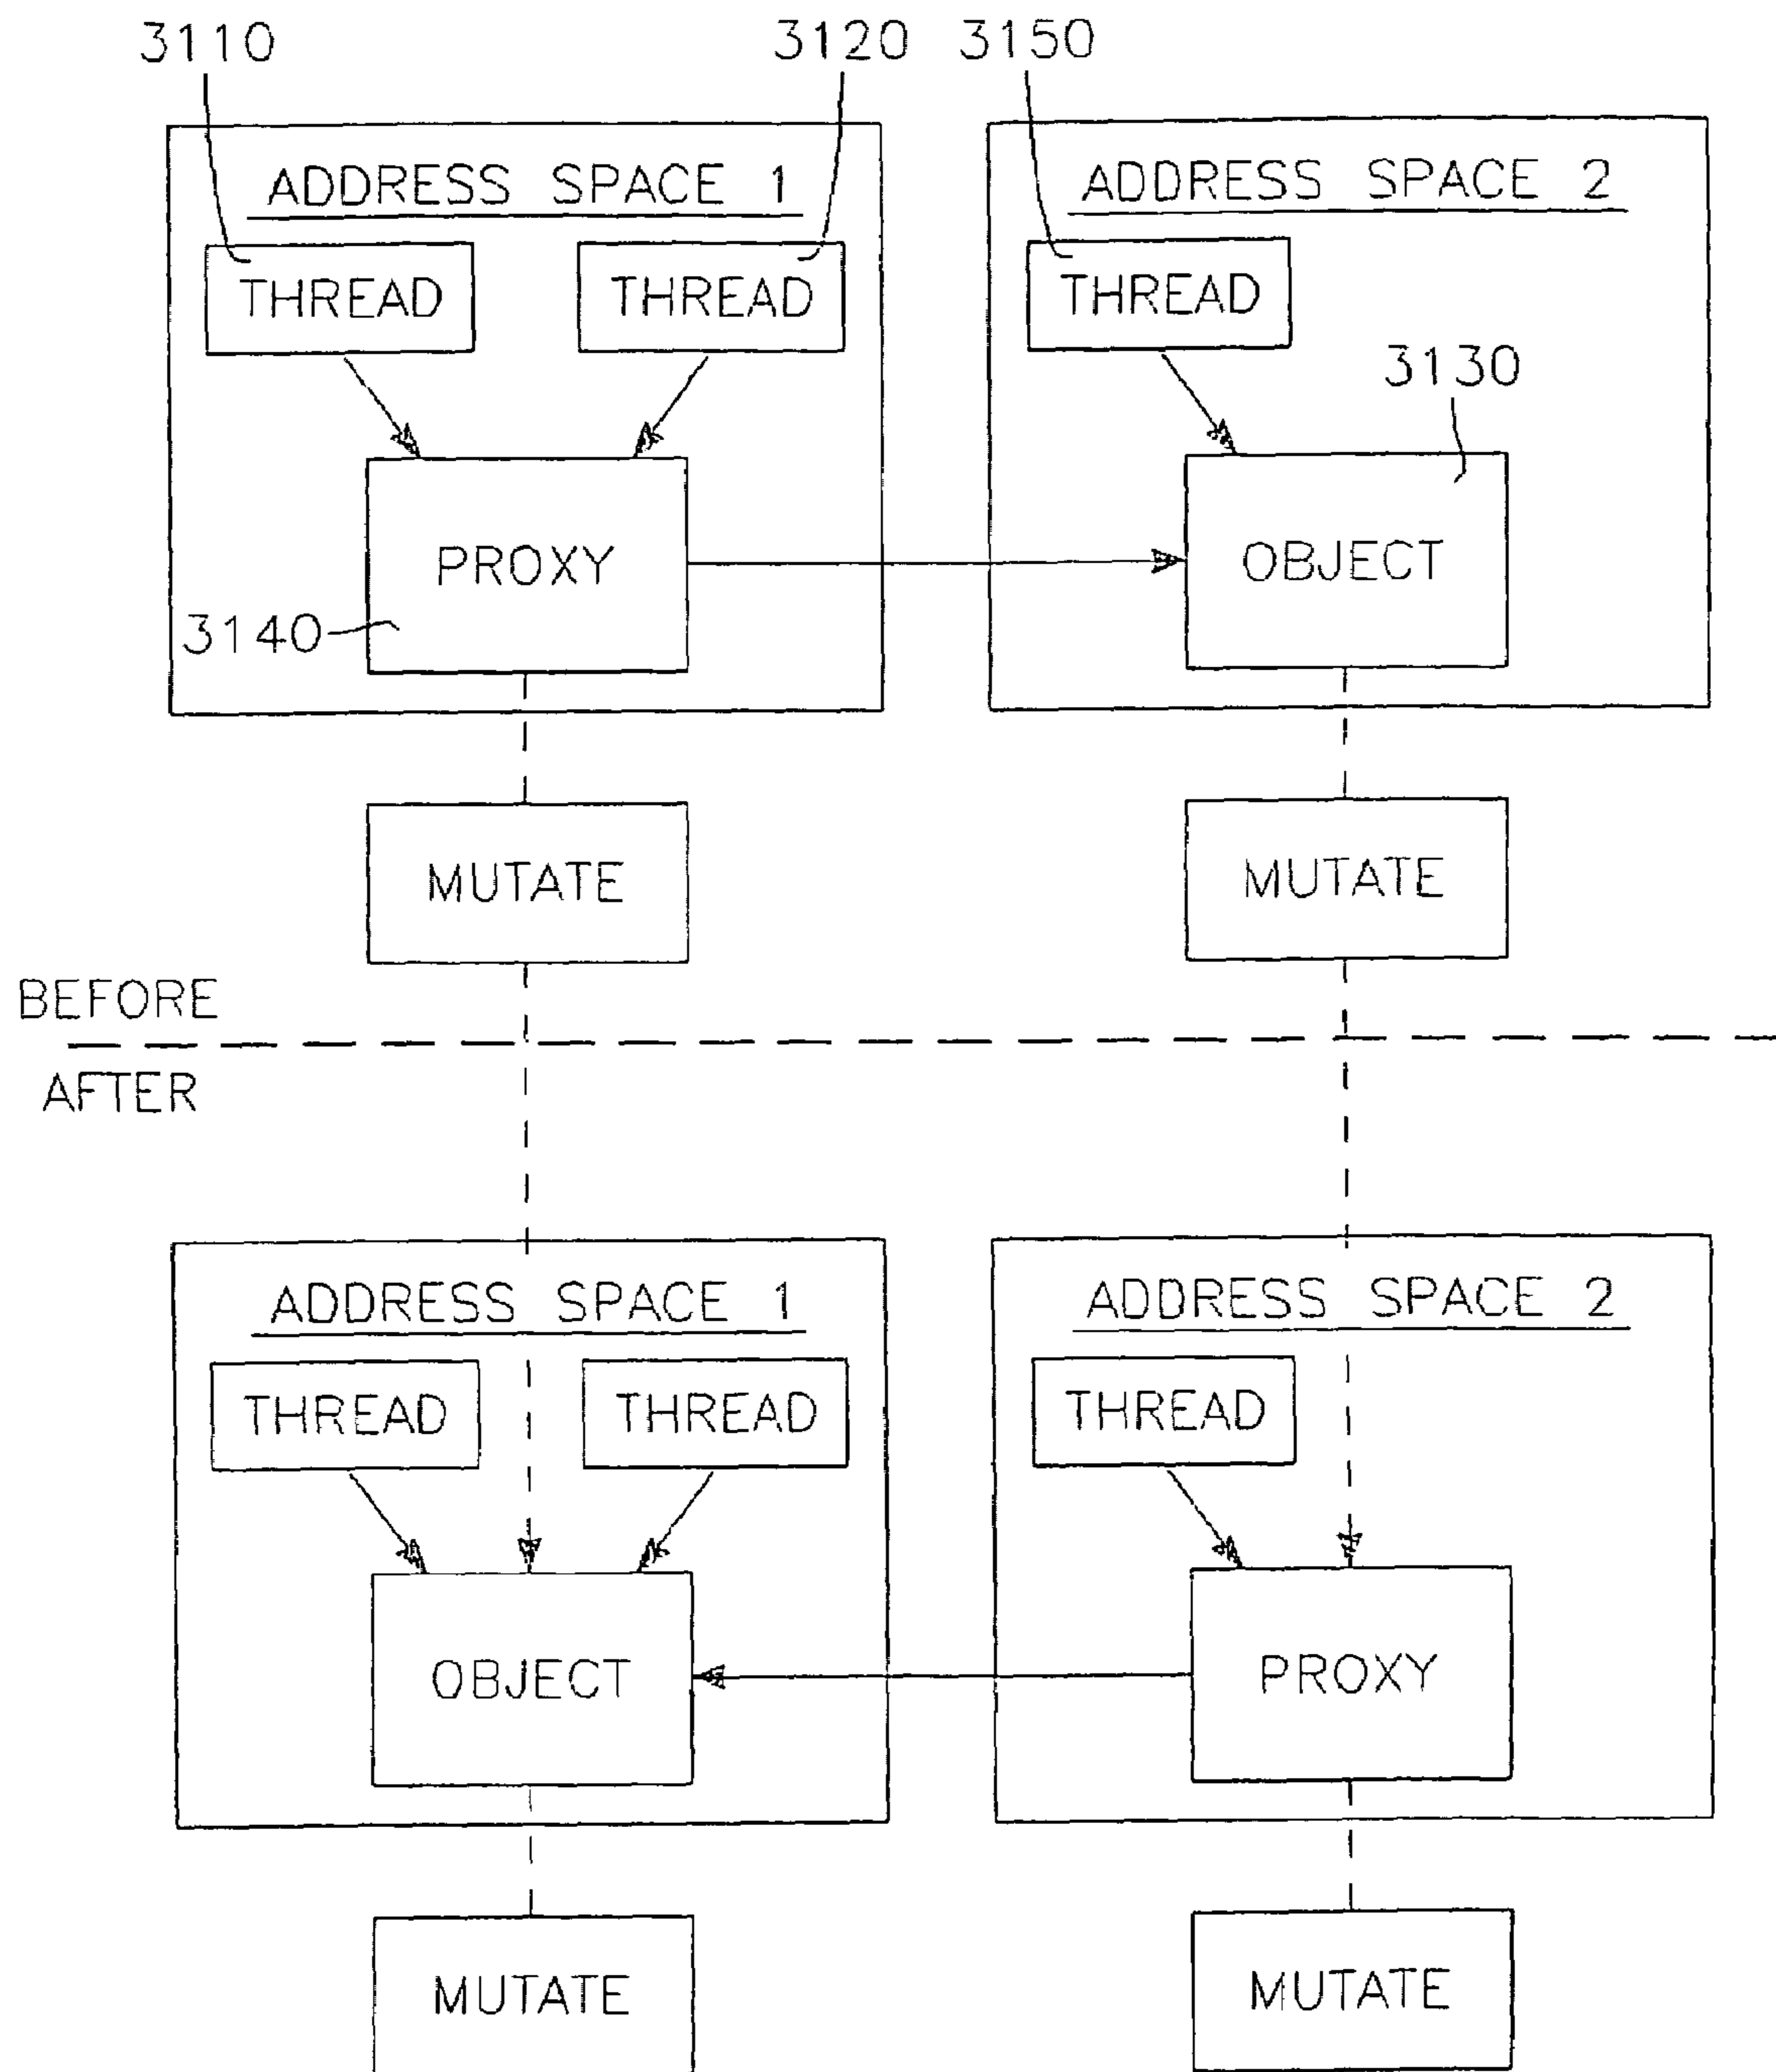 3110
3120
3150
ADDRESS SPACE 1
ADDRESS SPACE 2
THREAD
THREAD
THREAD
3130
PROXY
OBJECT
3140
MUTATE
MUTATE
BEFORE
AFTER
ADDRESS SPACE 1
ADDRESS SPACE 2
THREAD
THREAD
THREAD
OBJECT
PROXY
MUTATE
MUTATE